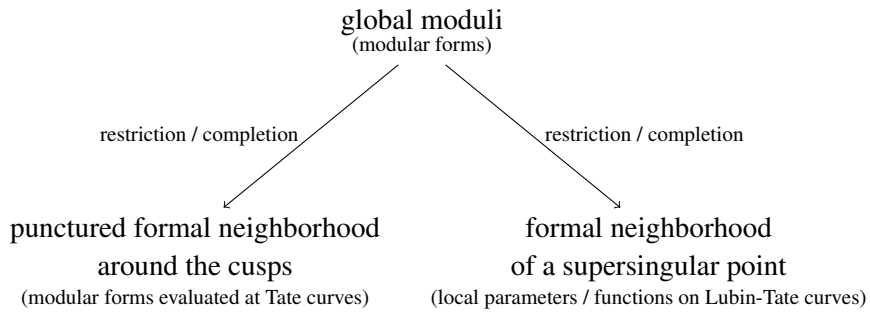 global moduli
(modular forms)
restriction / completion
restriction / completion
punctured formal neighborhood
around the cusps
(modular forms evaluated at Tate curves)
formal neighborhood
of a supersingular point
(local parameters / functions on Lubin-Tate curves)